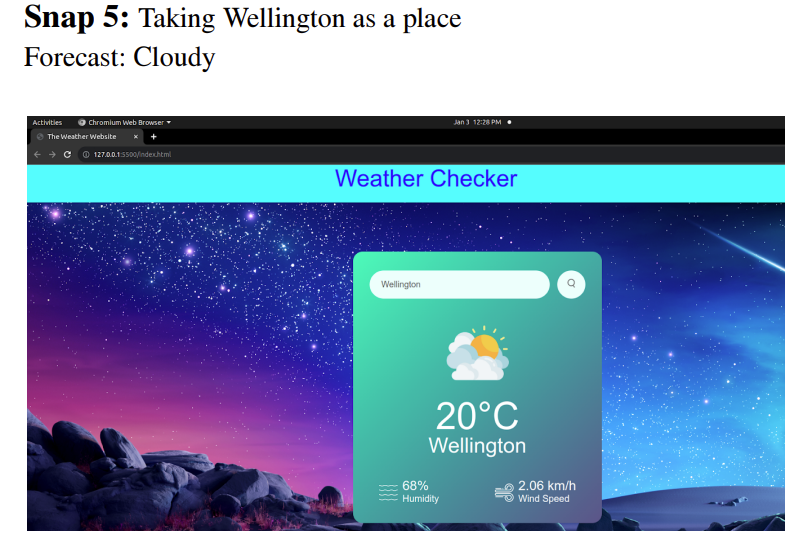 Snap 5: Taking Wellington as a place
Forecast: Cloudy
Activities Chromium Web Browser Jan 3 12:28 PM
The Weather Website × +
127.0.0.1:5500/index.html
Weather Checker
Wellington
20°C
Wellington
68% 2.06 km/h
Humidity Wind Speed